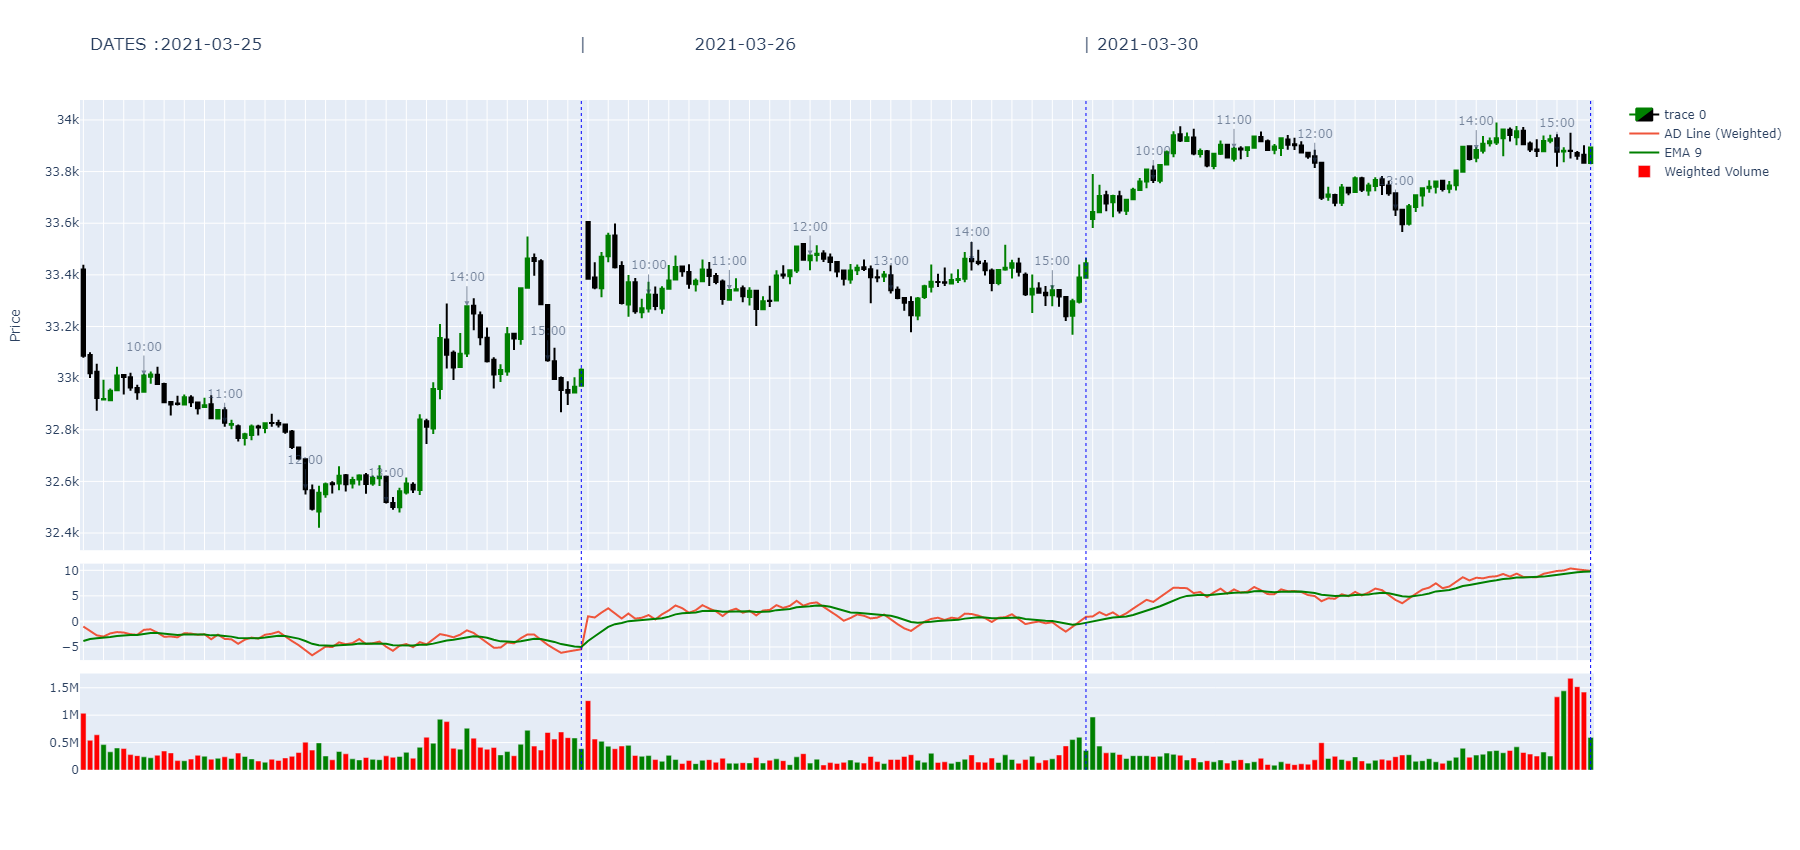 DATES :2021-03-25 | 2021-03-26 | 2021-03-30
34k
33.8k
33.6k
33.4k
33.2k
33k
32.8k
32.6k
32.4k
Price
10:00
11:00
12:00
13:00
14:00
15:00
10:00
11:00
12:00
13:00
14:00
15:00
10:00
11:00
12:00
3:00
14:00
15:00
trace 0
AD Line (Weighted)
EMA 9
Weighted Volume
10
5
0
−5
1.5M
1M
0.5M
0